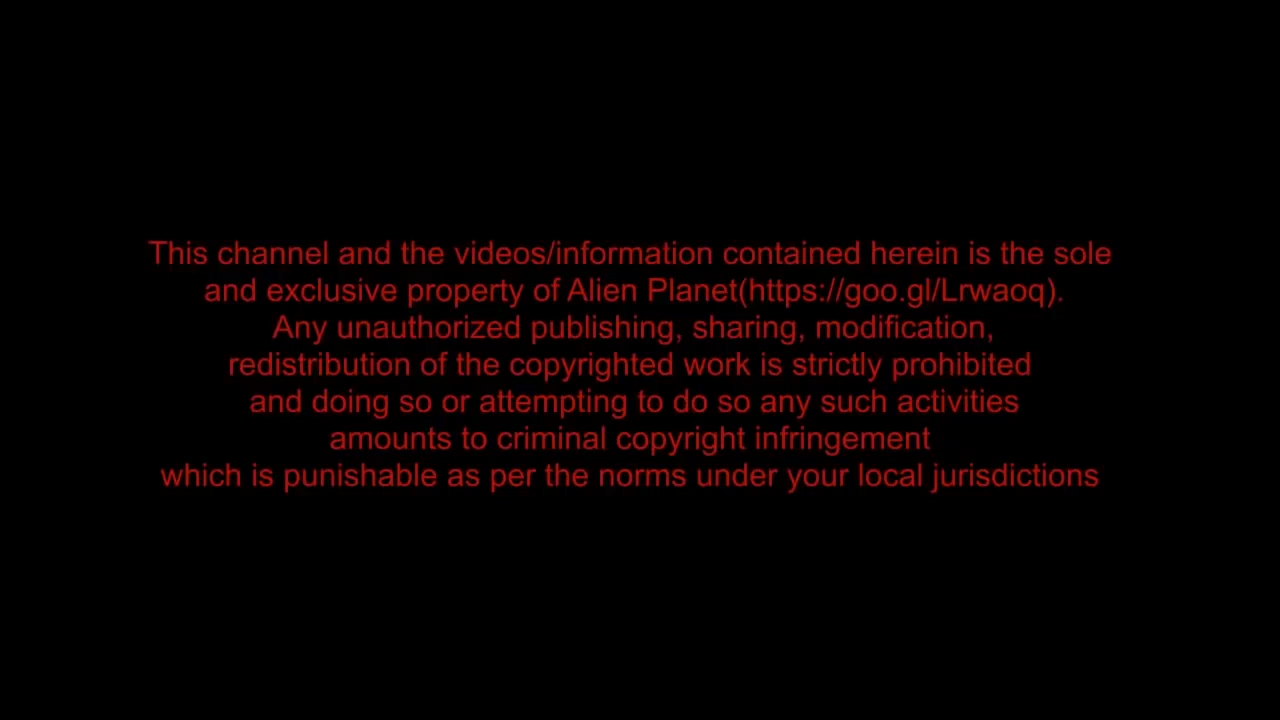 This channel and the videos/information contained herein is the sole
and exclusive property of Alien Planet(https://goo.gl/Lrwaoq).
Any unauthorized publishing, sharing, modification,
redistribution of the copyrighted work is strictly prohibited
and doing so or attempting to do so any such activities
amounts to criminal copyright infringement
which is punishable as per the norms under your local jurisdictions